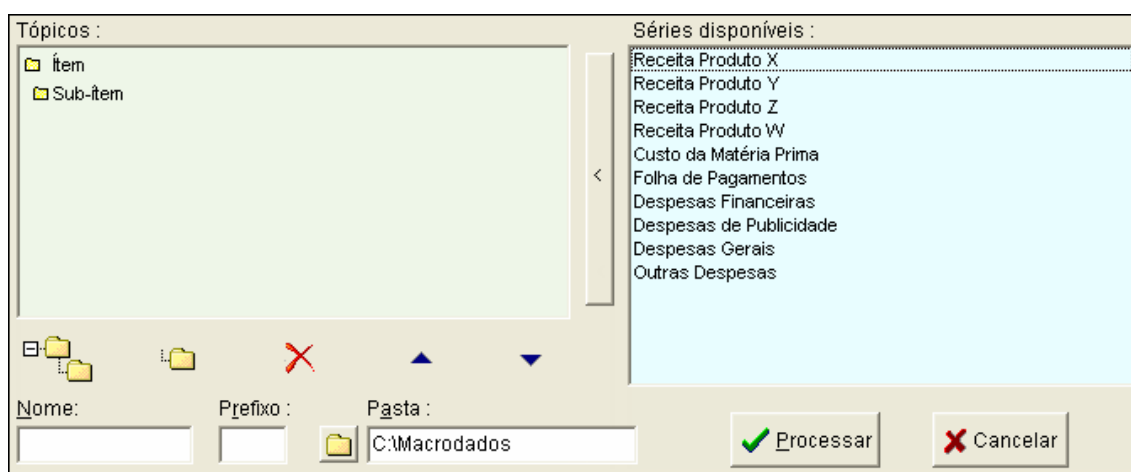 Tópicos :
Ítem
Sub-ítem
<
Séries disponíveis :
Receita Produto X
Receita Produto Y
Receita Produto Z
Receita Produto W
Custo da Matéria Prima
Folha de Pagamentos
Despesas Financeiras
Despesas de Publicidade
Despesas Gerais
Outras Despesas
Nome: Prefixo : Pasta :
C:\Macrodados
Processar Cancelar